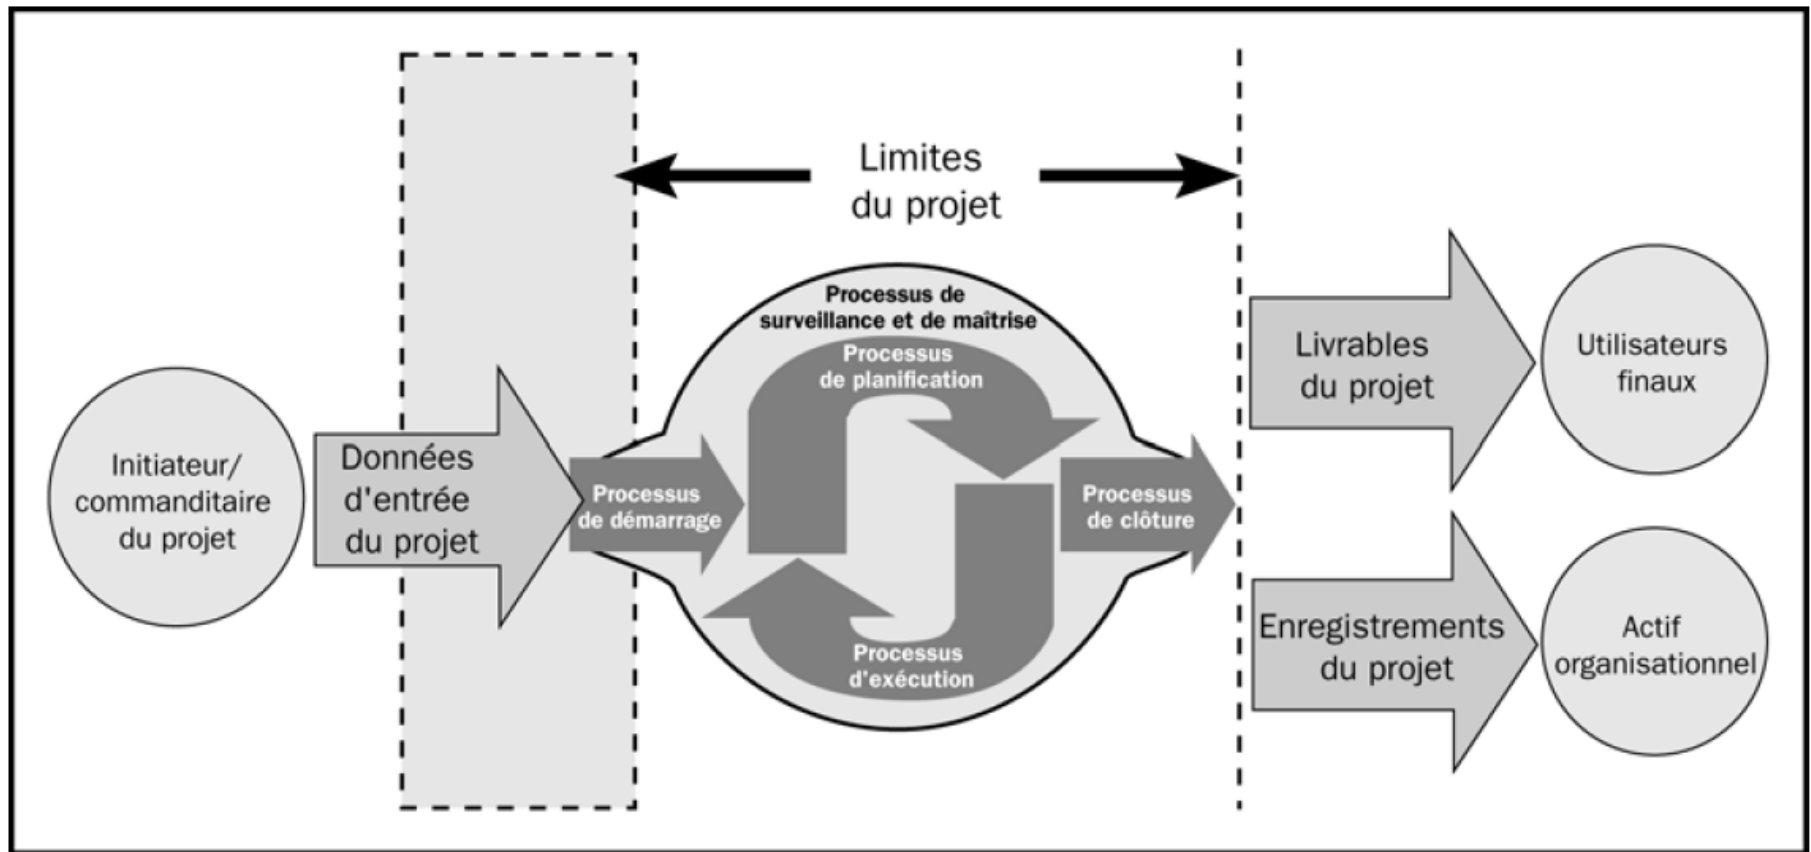 Limites
du projet
Processus de
surveillance et de maîtrise
Processus
de planification
Initiateur/
commanditaire
du projet
Données
d'entrée
du projet
Processus
de démarrage
Processus
de clôture
Processus
d'exécution
Livrables
du projet
Utilisateurs
finaux
Enregistrements
du projet
Actif
organisationnel